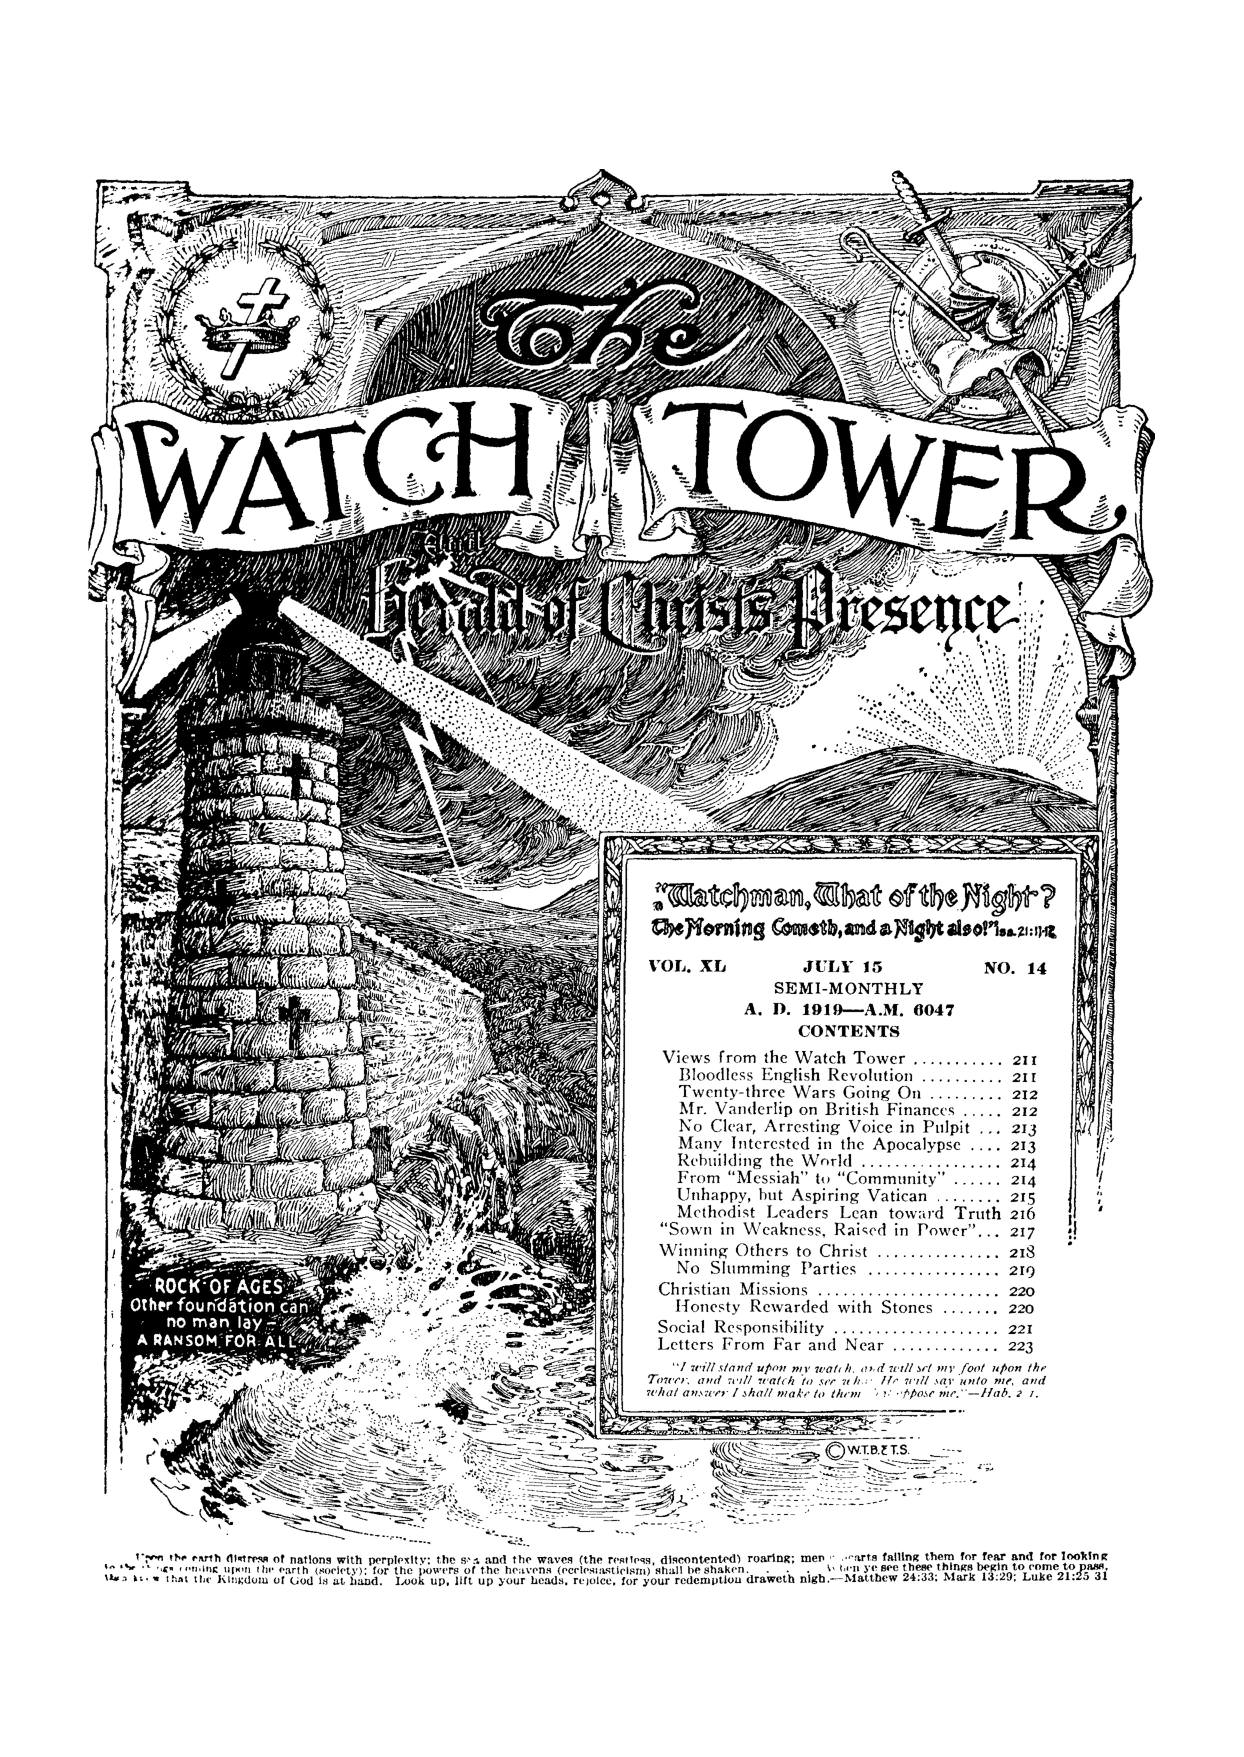 The
WATCH TOWER
And
Herald of Christ's Presence
"Watchman, What of the Night?
The Morning Cometh, and a Night also!" Isa. 21:11-12
VOL. XL JULY 15 NO. 14
SEMI-MONTHLY
A. D. 1919—A.M. 6047
CONTENTS
Views from the Watch Tower ........... 211
Bloodless English Revolution .......... 211
Twenty-three Wars Going On ......... 212
Mr. Vanderlip on British Finances ..... 212
No Clear, Arresting Voice in Pulpit ... 213
Many Interested in the Apocalypse .... 213
Rebuilding the World ................. 214
From "Messiah" to "Community" ...... 214
Unhappy, but Aspiring Vatican ........ 215
Methodist Leaders Lean toward Truth 216
"Sown in Weakness, Raised in Power"... 217
Winning Others to Christ ............... 218
No Slumming Parties ................ 219
Christian Missions ....................... 220
Honesty Rewarded with Stones ....... 220
Social Responsibility .................... 221
Letters From Far and Near ............. 223
"I will stand upon my watch, and will set my foot upon the
Tower, and will watch to see what He will say unto me, and
what answer I shall make to them oppose me."—Hab. 2 1.
ROCK OF AGES
Other foundation can
no man lay—
A RANSOM FOR ALL
© W.T.B.& T.S.
Upon the earth distress of nations with perplexity; the sea and the waves (the restless, discontented) roaring; men hearts failing them for fear and for looking
to the things coming upon the earth (society); for the powers of the heavens (ecclesiasticism) shall be shaken. . . . When ye see these things begin to come to pass,
then know that the Kingdom of God is at hand. Look up, lift up your heads, rejoice, for your redemption draweth nigh.—Matthew 24:33; Mark 13:29; Luke 21:25 31